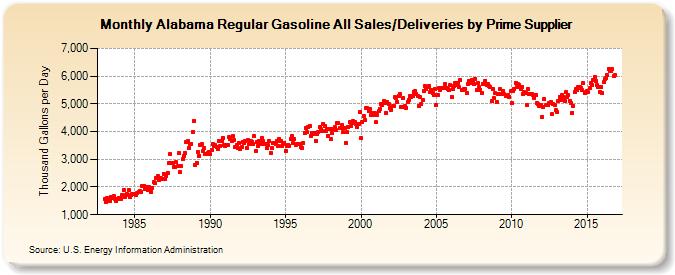 Monthly Alabama Regular Gasoline All Sales/Deliveries by Prime Supplier
Thousand Gallons per Day
7,000
6,000
5,000
4,000
3,000
2,000
1,000
1985 1990 1995 2000 2005 2010 2015
Source: U.S. Energy Information Administration